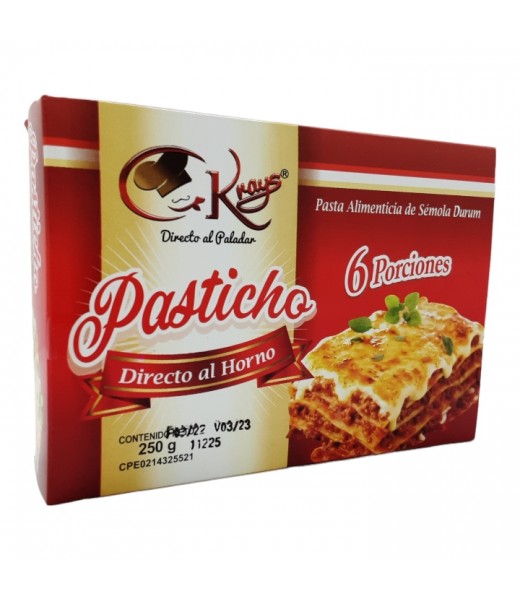 Pasticho
Krays®
Directo al Paladar
Pasta Alimenticia de Sémola Durum
6 Porciones
Pasticho
Directo al Horno
CONTENIDO
V03/23
250 g
11225
CPE0214325521